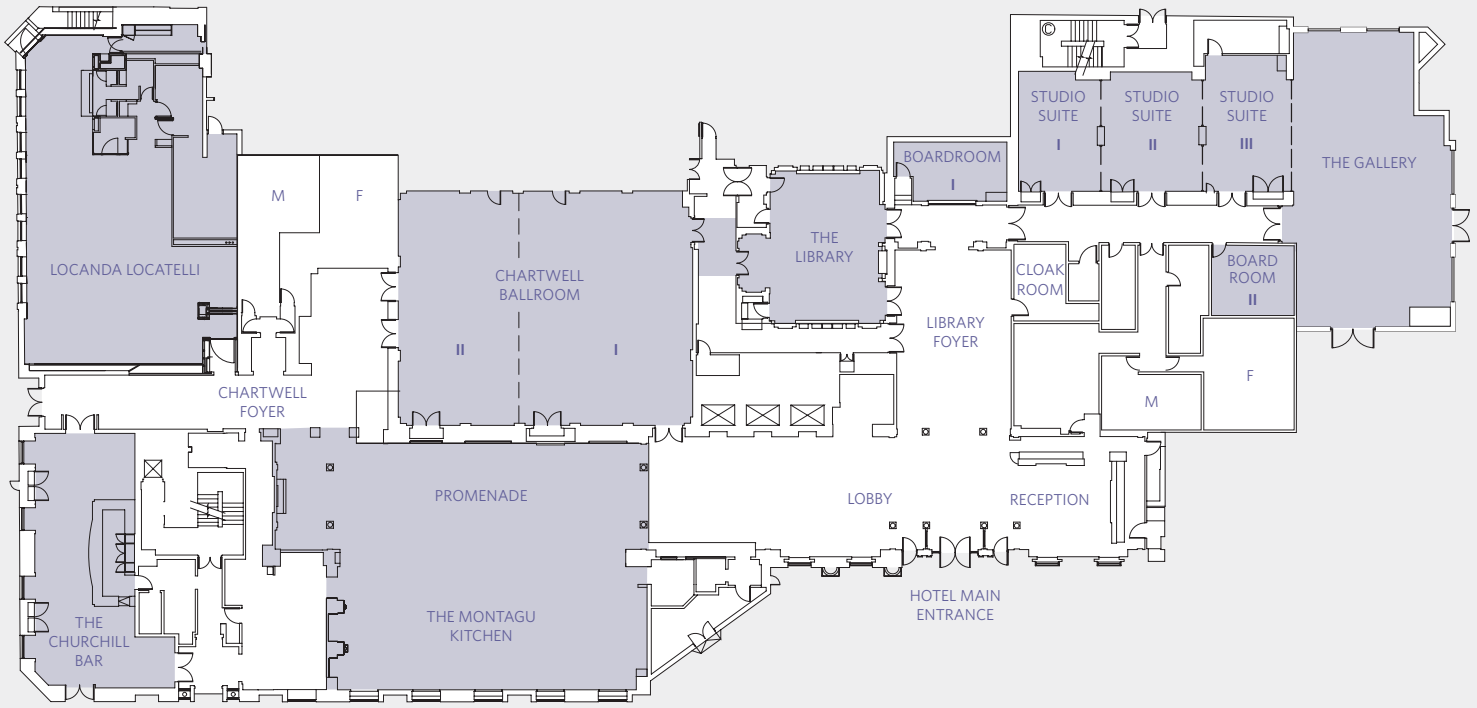 STUDIO
SUITE
I
STUDIO
SUITE
II
STUDIO
SUITE
III
BOARDROOM
I
THE GALLERY
M
F
THE
LIBRARY
LOCANDA LOCATELLI
CHARTWELL
BALLROOM
CLOAK
ROOM
BOARD
ROOM
II
LIBRARY
FOYER
II
I
F
CHARTWELL
FOYER
M
PROMENADE
LOBBY
RECEPTION
HOTEL MAIN
ENTRANCE
THE MONTAGU
KITCHEN
THE
CHURCHILL
BAR